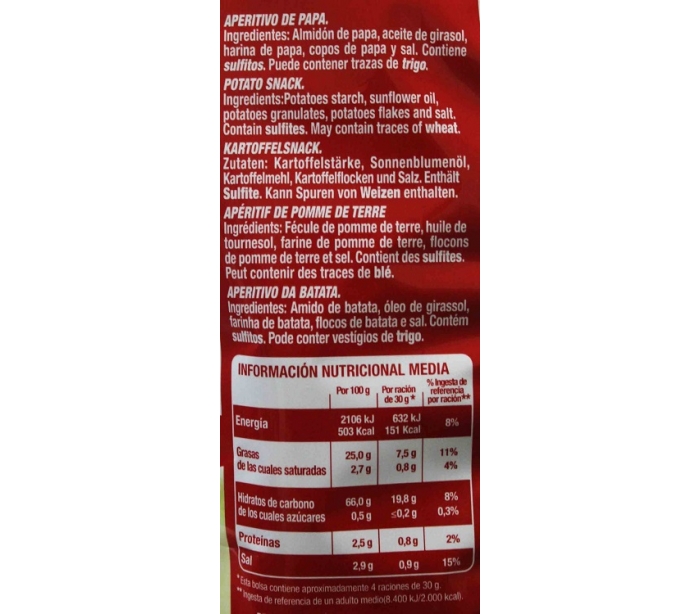 APERITIVO DE PAPA.
Ingredientes: Almidón de papa, aceite de girasol,
harina de papa, copos de papa y sal. Contiene
sulfitos. Puede contener trazas de trigo.
POTATO SNACK.
Ingredients:Potatoes starch, sunflower oil,
potatoes granulates, potatoes flakes and salt.
Contain sulfites. May contain traces of wheat.
KARTOFFELSNACK.
Zutaten: Kartoffelstärke, Sonnenblumenöl,
Kartoffelmehl, Kartoffelflocken und Salz. Enthält
Sulfite. Kann Spuren von Weizen enthalten.
APÉRITIF DE POMME DE TERRE
Ingrédients: Fécule de pomme de terre, huile de
tournesol, farine de pomme de terre, flocons
de pomme de terre et sel. Contient des sulfites.
Peut contenir des traces de blé.
APERITIVO DA BATATA.
Ingredientes: Amido de batata, óleo de girassol,
farinha de batata, flocos de batata e sal. Contém
sulfitos. Pode conter vestigios de trigo.
INFORMACIÓN NUTRICIONAL MEDIA
Por 100 g Por ración de 30 g* % Ingesta de referencia por ración**
Energía 2106 kJ 632 kJ 8%
503 Kcal 151 Kcal
Grasas 25,0 g 7,5 g 11%
de las cuales saturadas 2,7 g 0,8 g 4%
Hidratos de carbono 66,0 g 19,8 g 8%
de los cuales azúcares 0,5 g ≤0,2 g 0,3%
Proteínas 2,5 g 0,8 g 2%
Sal 2,9 g 0,9 g 15%
*Esta bolsa contiene aproximadamente 4 raciones de 30 g.
**Ingesta de referencia de un adulto medio(8.400 kJ/2.000 kcal).